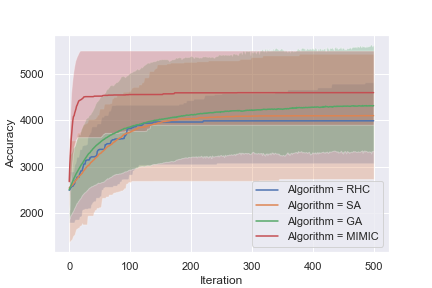 5000
4000
3000
2000
Accuracy
0
100
200
300
400
500
Iteration
Algorithm = RHC
Algorithm = SA
Algorithm = GA
Algorithm = MIMIC